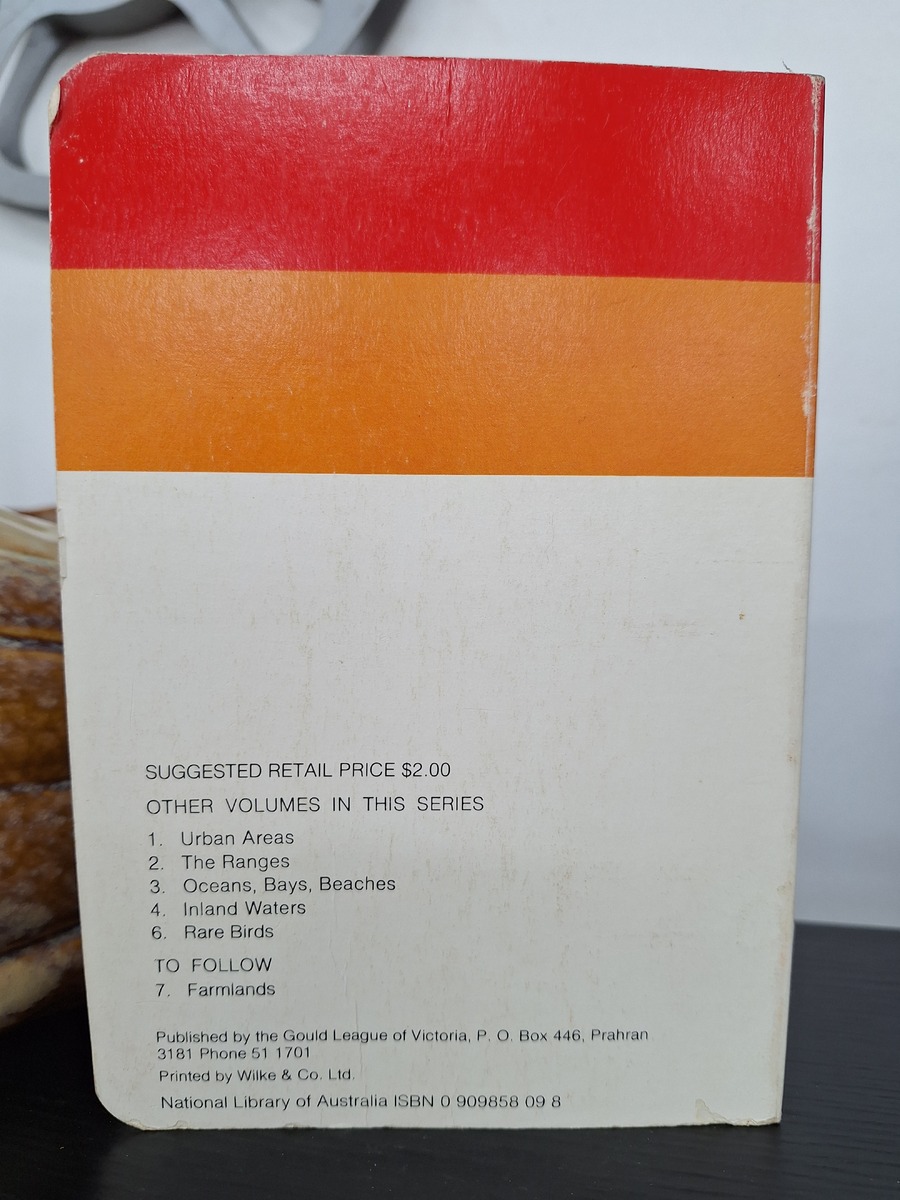 SUGGESTED RETAIL PRICE $2.00
OTHER VOLUMES IN THIS SERIES
1. Urban Areas
2. The Ranges
3. Oceans, Bays, Beaches
4. Inland Waters
6. Rare Birds
TO FOLLOW
7. Farmlands
Published by the Gould League of Victoria, P. O. Box 446, Prahran
3181 Phone 51 1701
Printed by Wilke & Co. Ltd.
National Library of Australia ISBN 0 909858 09 8